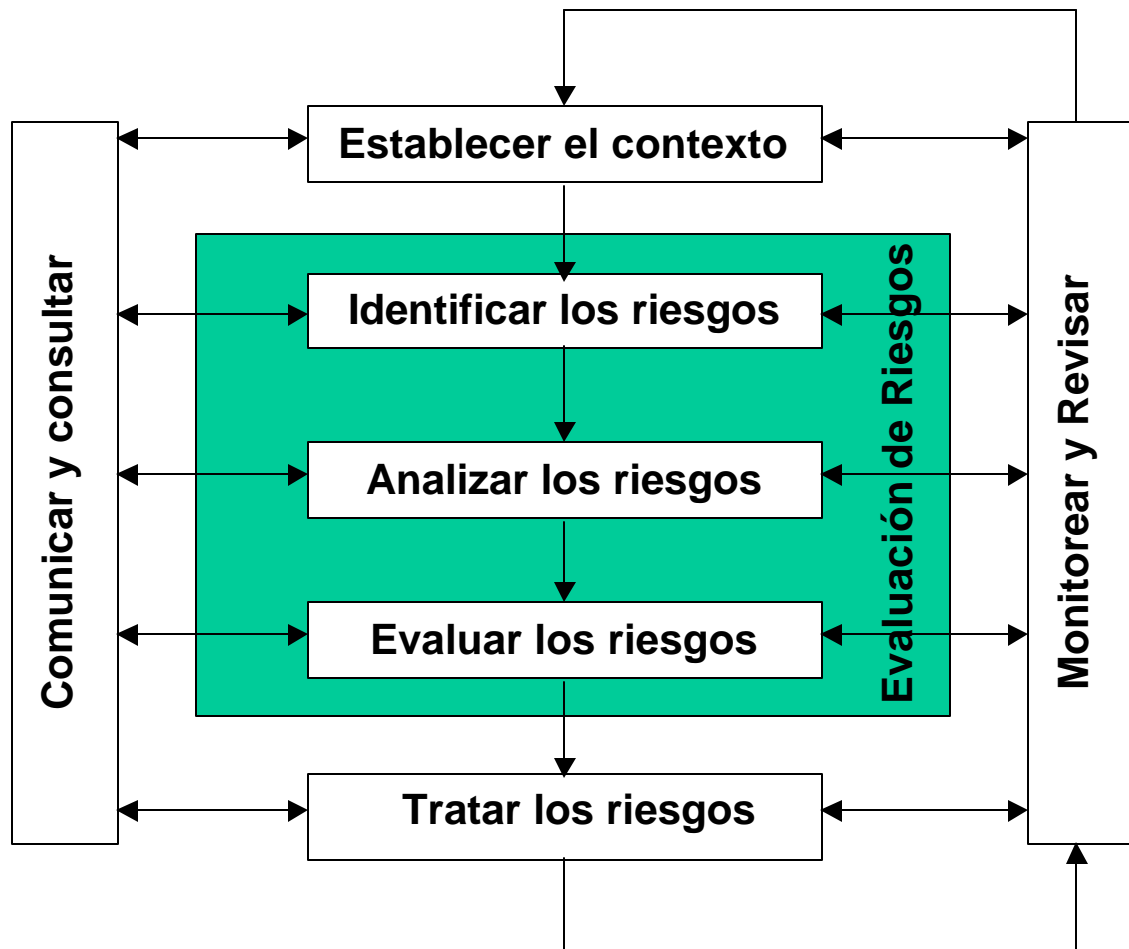 Establecer el contexto
Comunicar y consultar
Identificar los riesgos
Analizar los riesgos
Evaluar los riesgos
Evaluación de Riesgos
Monitorear y Revisar
Tratar los riesgos